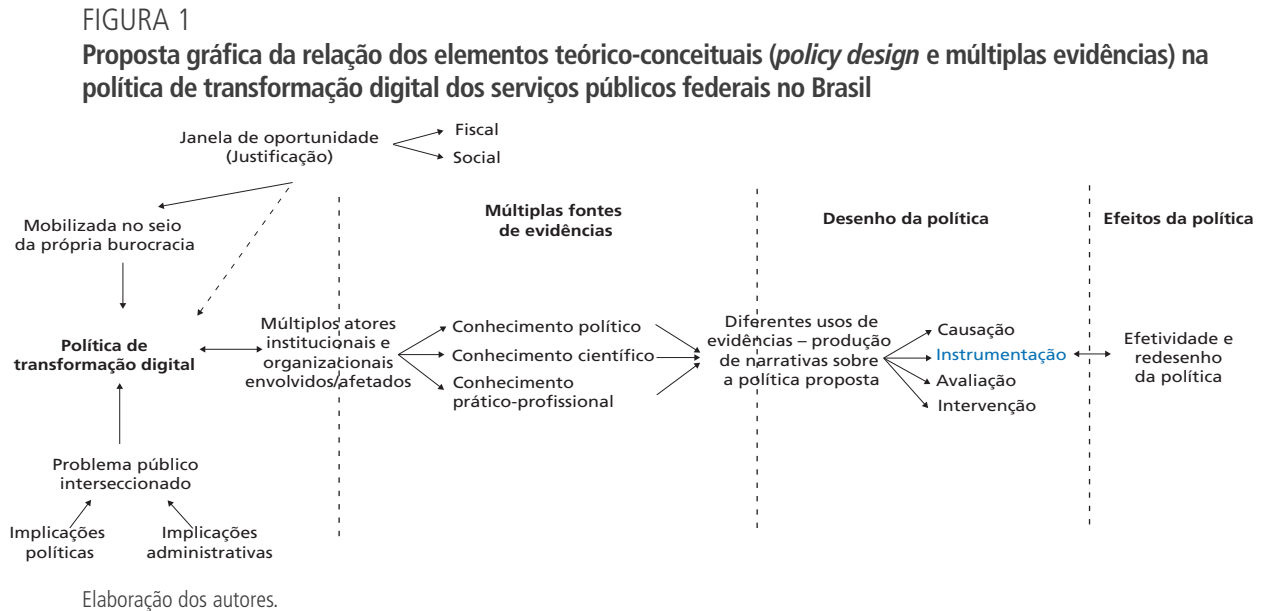 FIGURA 1
Proposta gráfica da relação dos elementos teórico-conceituais (policy design e múltiplas evidências) na
política de transformação digital dos serviços públicos federais no Brasil
Janela de oportunidade
(Justificação)
Fiscal
Social
Mobilizada no seio
da própria burocracia
Múltiplas fontes
de evidências
Desenho da política
Efeitos da política
Política de
transformação digital
Múltiplos atores
institucionais e
organizacionais
envolvidos/afetados
Conhecimento político
Conhecimento científico
Conhecimento
prático-profissional
Diferentes usos de
evidências – produção
de narrativas sobre
a política proposta
Causação
Instrumentação
Avaliação
Intervenção
Efetividade e
redesenho
da política
Problema público
interseccionado
Implicações
políticas
Implicações
administrativas
Elaboração dos autores.